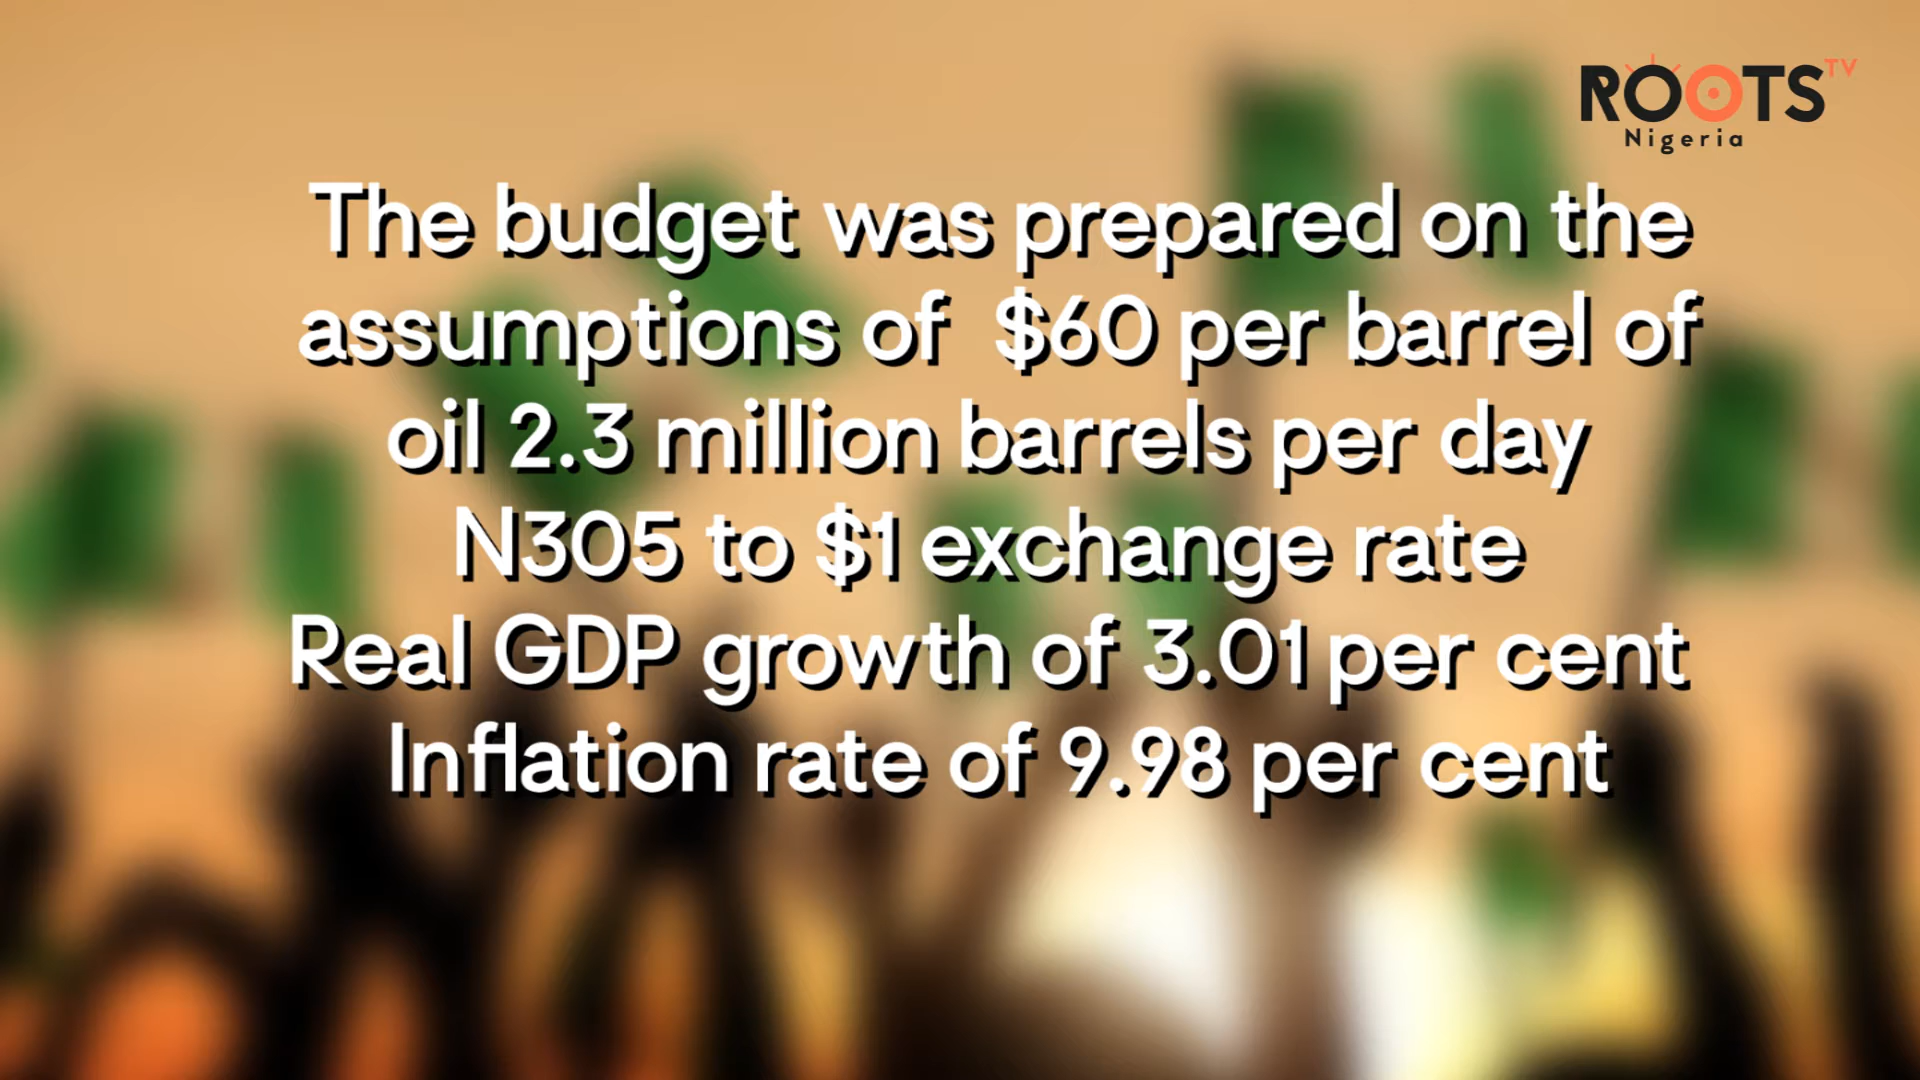 ROOTS TV
Nigeria
The budget was prepared on the
assumptions of $60 per barrel of
oil 2.3 million barrels per day
N305 to $1 exchange rate
Real GDP growth of 3.01 per cent
Inflation rate of 9.98 per cent